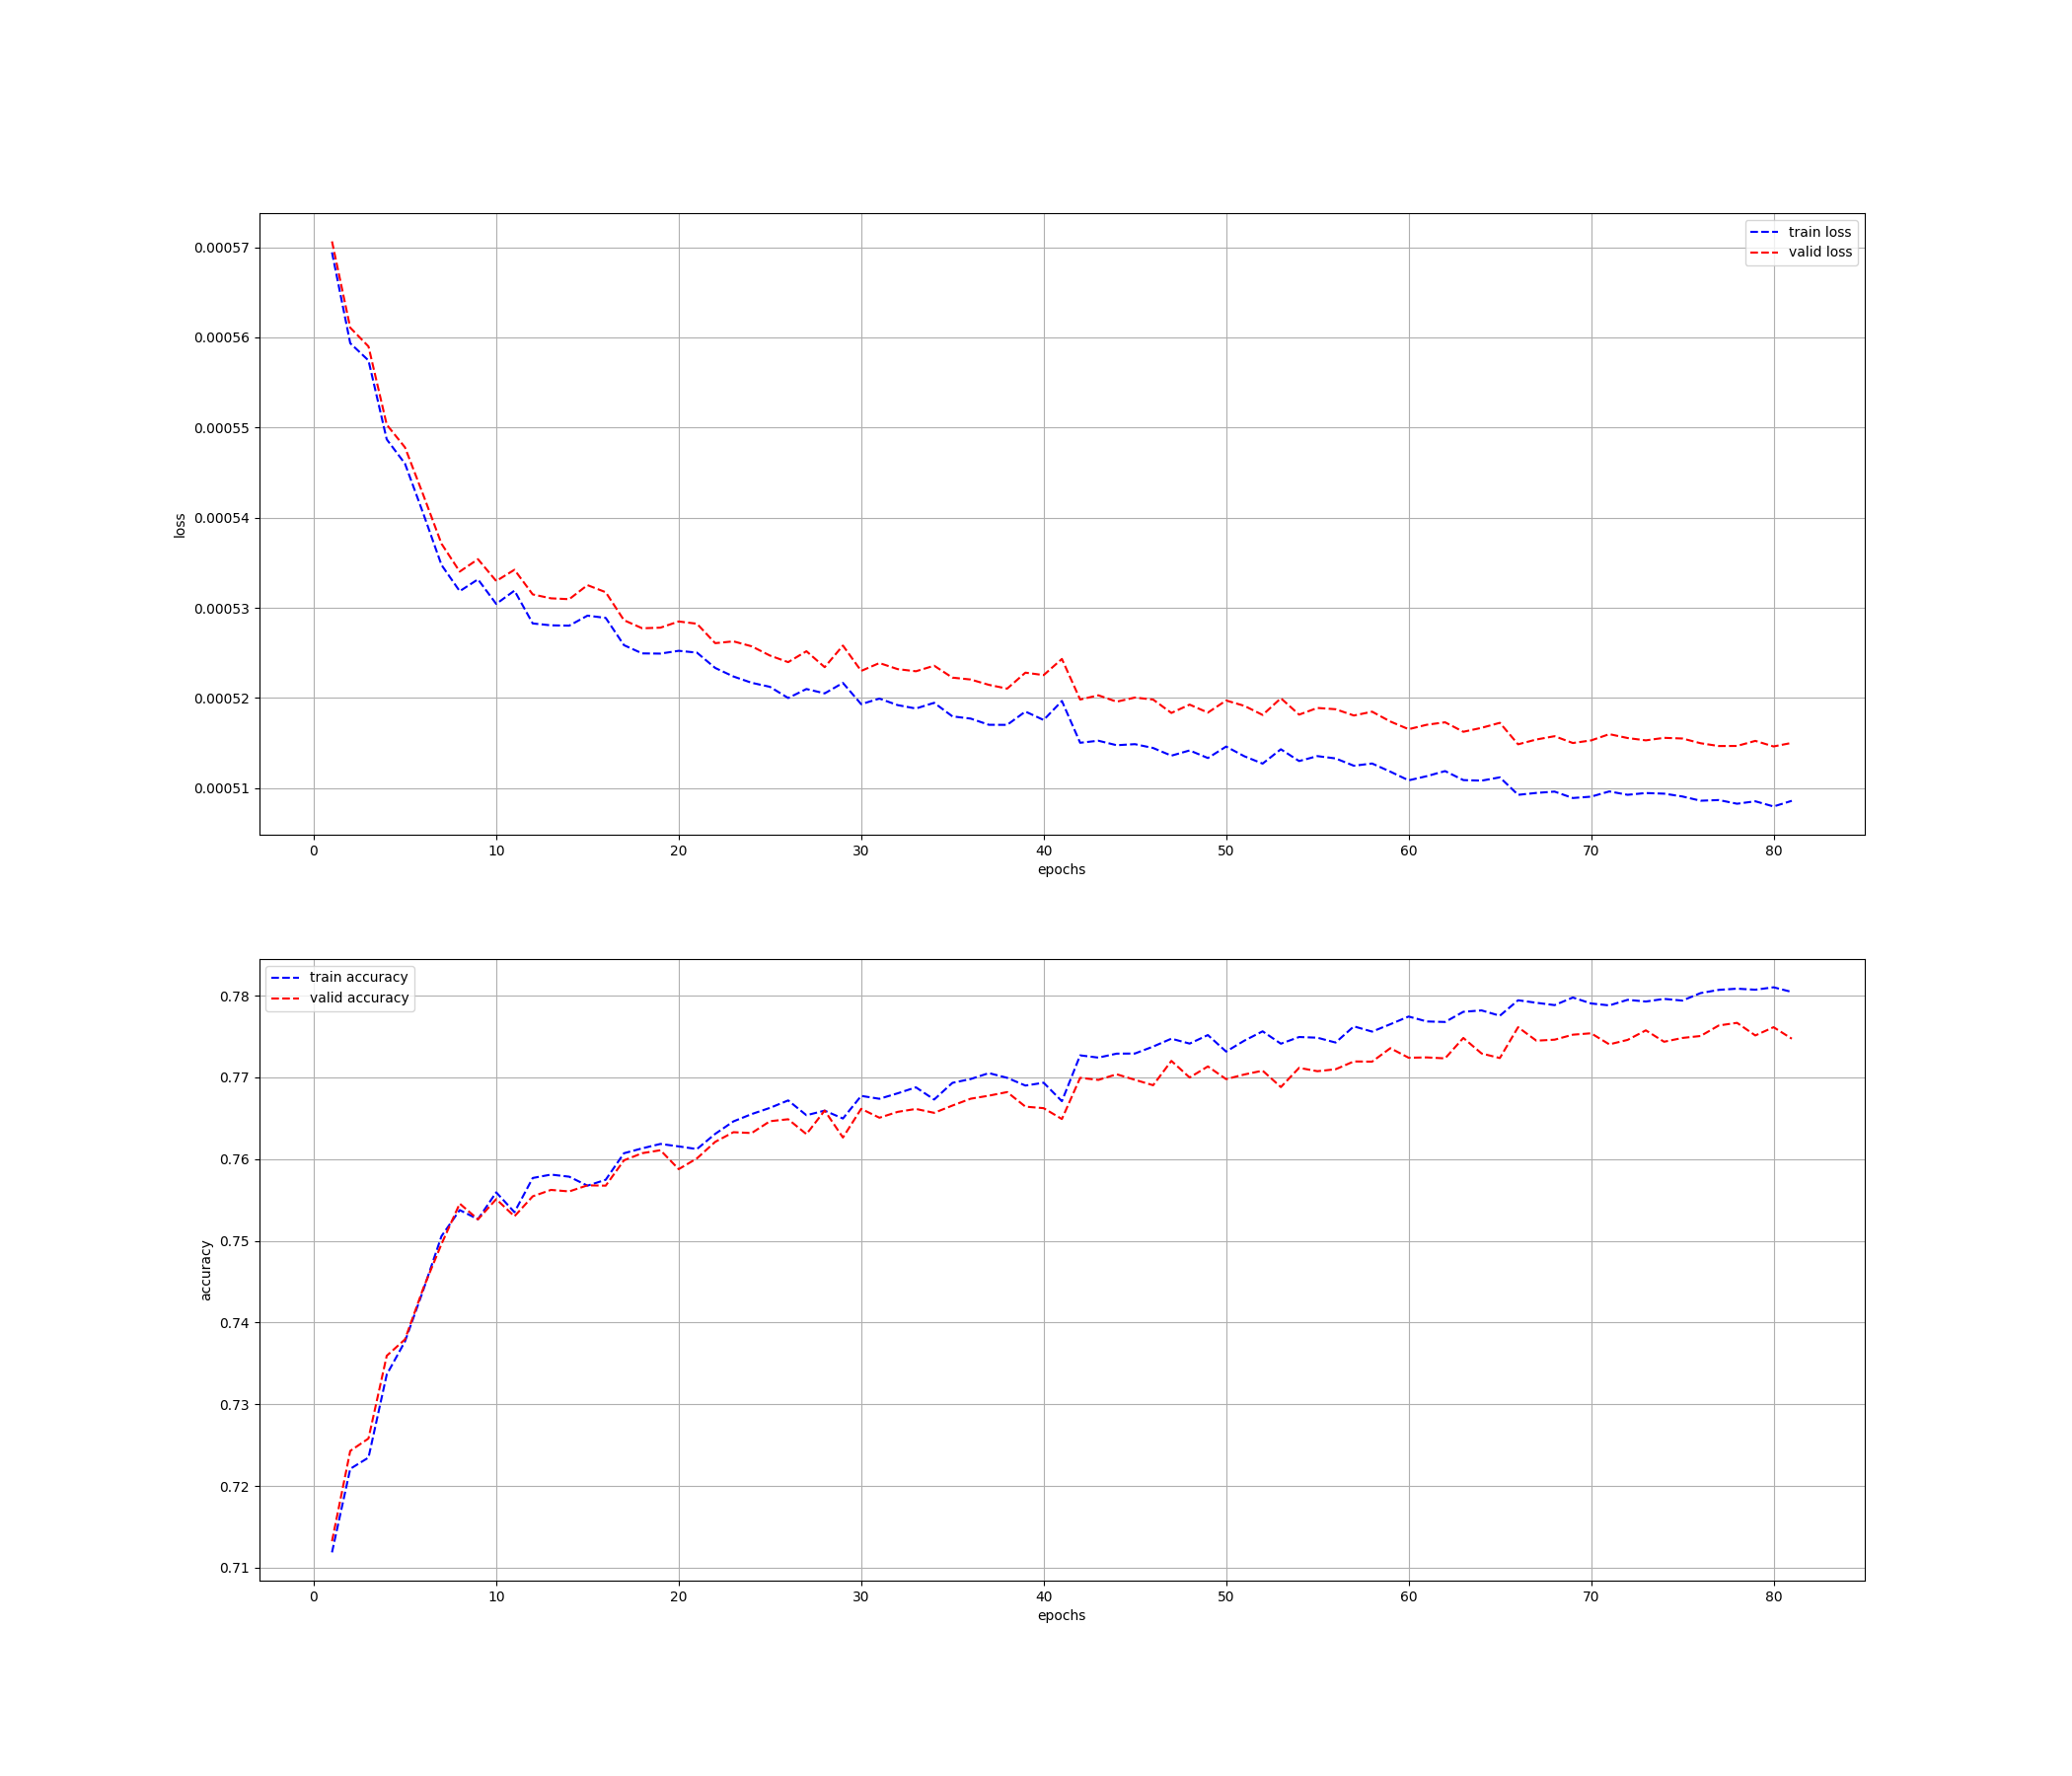 train loss
valid loss
0.00057
0.00056
0.00055
0.00054
0.00053
0.00052
0.00051
loss
0 10 20 30 40 50 60 70 80
epochs
train accuracy
valid accuracy
0.78
0.77
0.76
0.75
0.74
0.73
0.72
0.71
accuracy
0 10 20 30 40 50 60 70 80
epochs